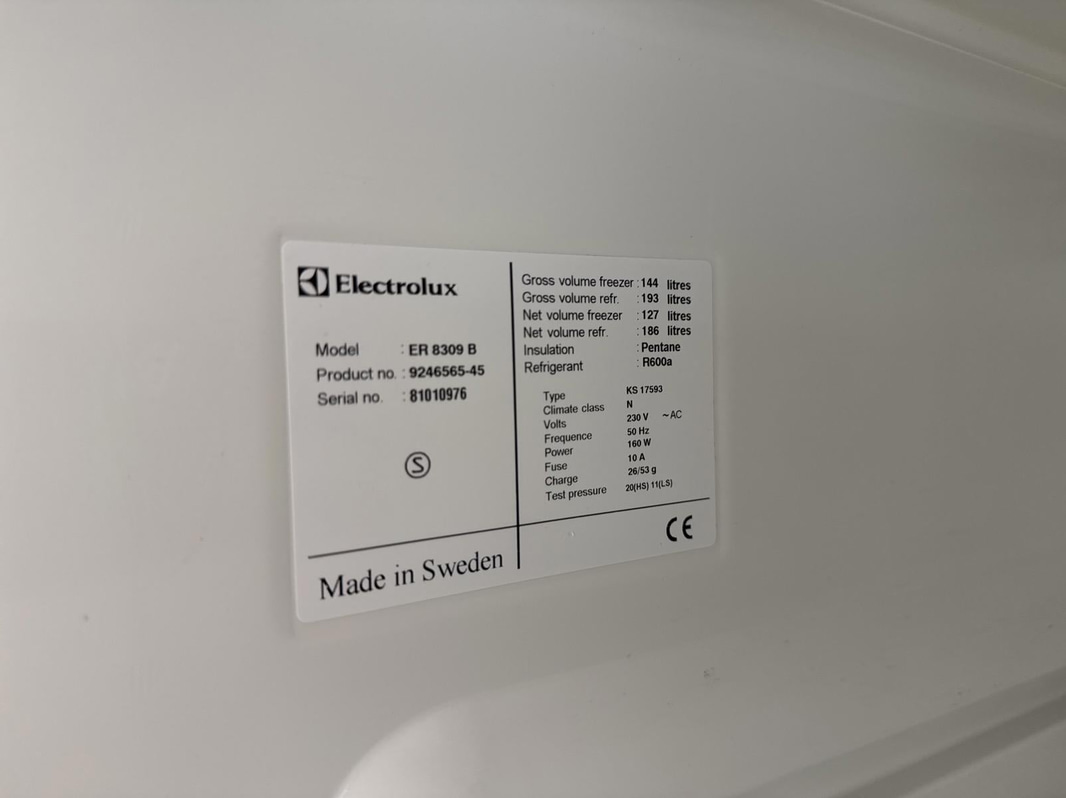 Electrolux
Model : ER 8309 B
Product no. : 9246565-45
Serial no. : 81010976
S
Made in Sweden
Gross volume freezer : 144 litres
Gross volume refr. : 193 litres
Net volume freezer : 127 litres
Net volume refr. : 186 litres
Insulation : Pentane
Refrigerant : R600a
Type KS 17593
Climate class N
Volts 230 V ~AC
Frequence 50 Hz
Power 160 W
Fuse 10 A
Charge 26/53 g
Test pressure 20(HS) 11(LS)
CE